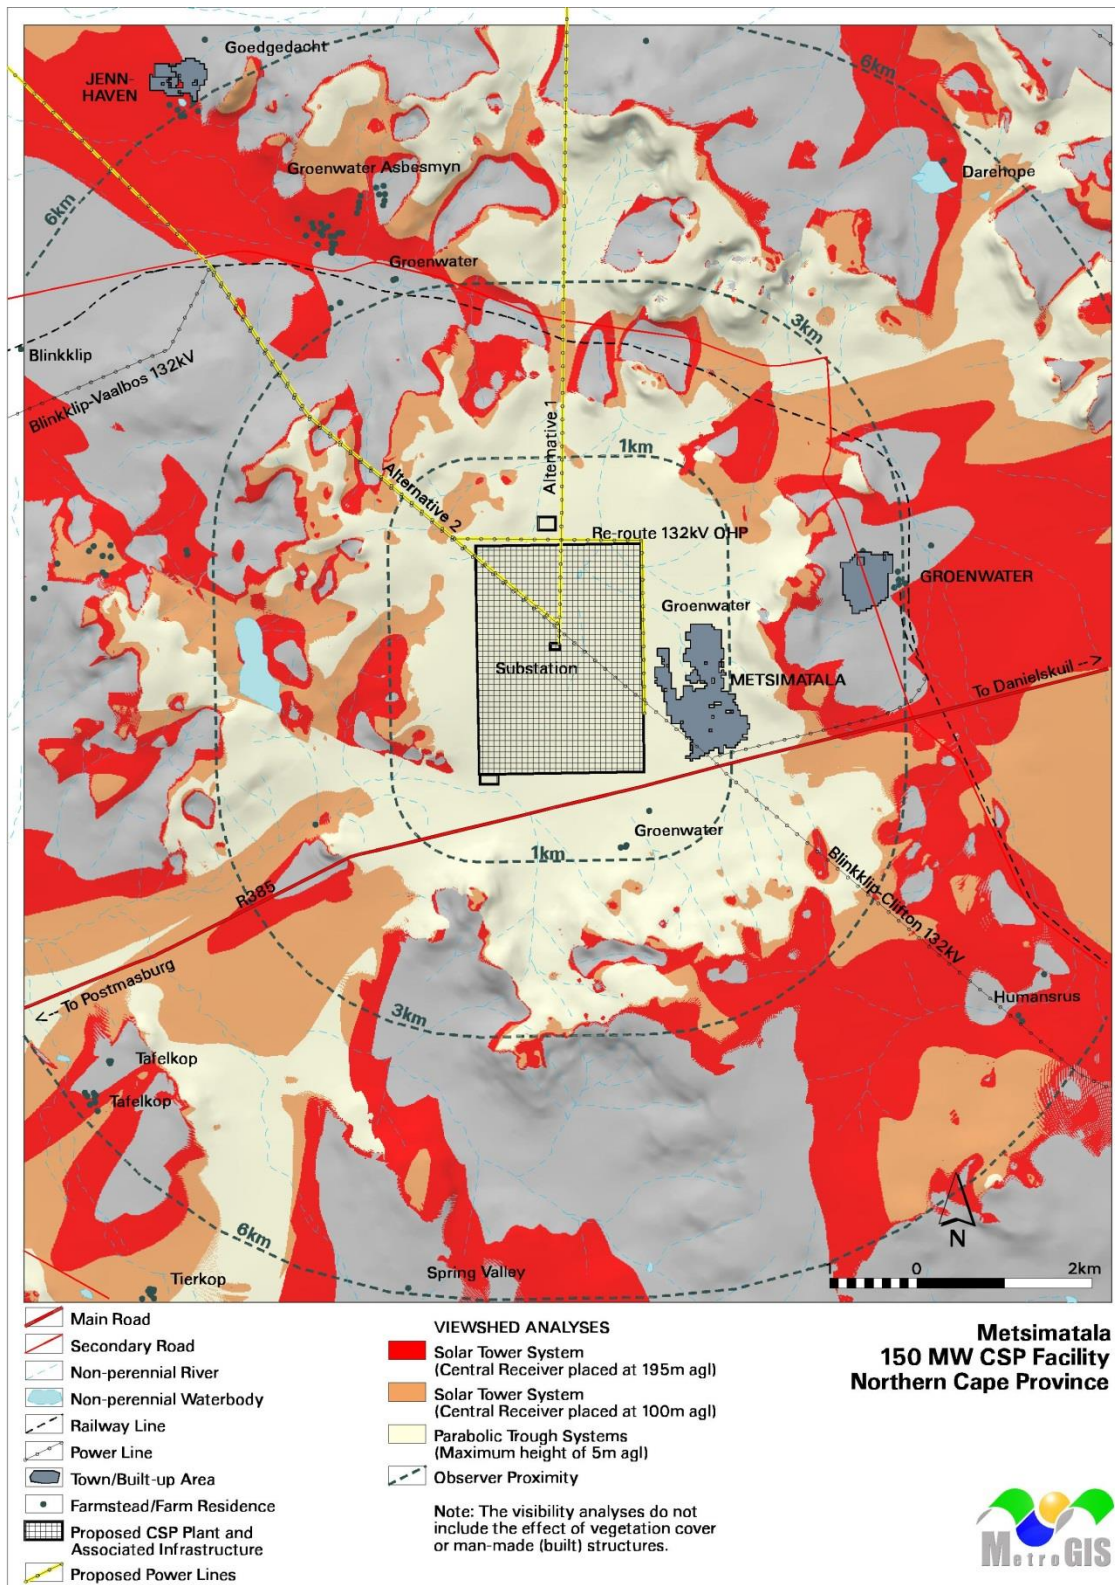 Goedgedacht
6km
JENN-
HAVEN
Groenwater Asbesmyn
Darehope
6km
Groenwater
3km
Blinkklip
Blinkklip-Vaalbos 132kV
Alternative 1
1km
Alternative 2
Re-route 132kV OHP
GROENWATER
Groenwater
Substation
METSIMATALA
To Danielskuil
Groenwater
1km
Blinkklip-Clifton 132kV
R385
To Postmasburg
Humansrus
3km
Tafelkop
Tafelkop
6km
N
Tierkop
Spring Valley
1 0 2km
Main Road
Secondary Road
Non-perennial River
Non-perennial Waterbody
Railway Line
Power Line
Town/Built-up Area
Farmstead/Farm Residence
Proposed CSP Plant and
Associated Infrastructure
Proposed Power Lines
VIEWSHED ANALYSES
Solar Tower System
(Central Receiver placed at 195m agl)
Solar Tower System
(Central Receiver placed at 100m agl)
Parabolic Trough Systems
(Maximum height of 5m agl)
Observer Proximity
Note: The visibility analyses do not
include the effect of vegetation cover
or man-made (built) structures.
Metsimatala
150 MW CSP Facility
Northern Cape Province
MetroGIS